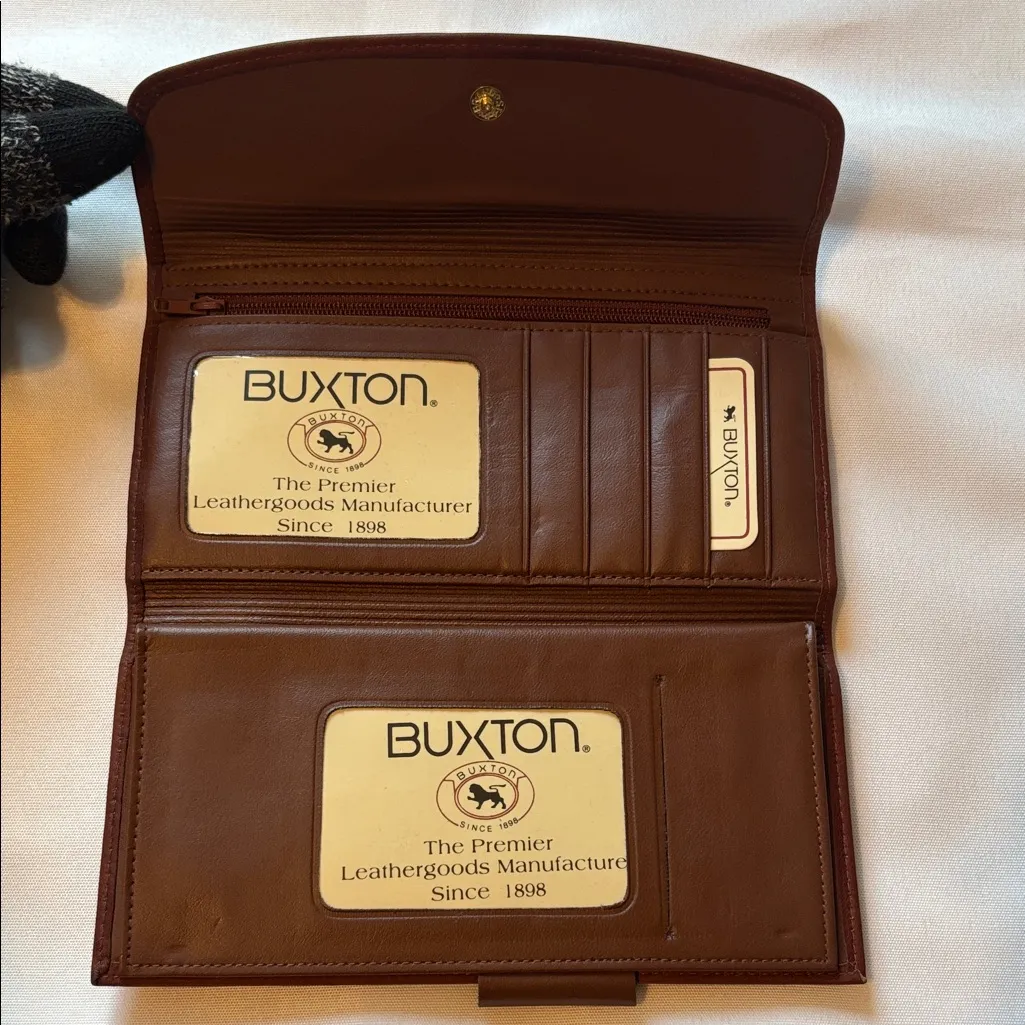 BUXTON®
BUXTON
SINCE 1898
The Premier
Leathergoods Manufacturer
Since 1898
BUXTON®
BUXTON®
BUXTON
SINCE 1898
The Premier
Leathergoods Manufacture
Since 1898